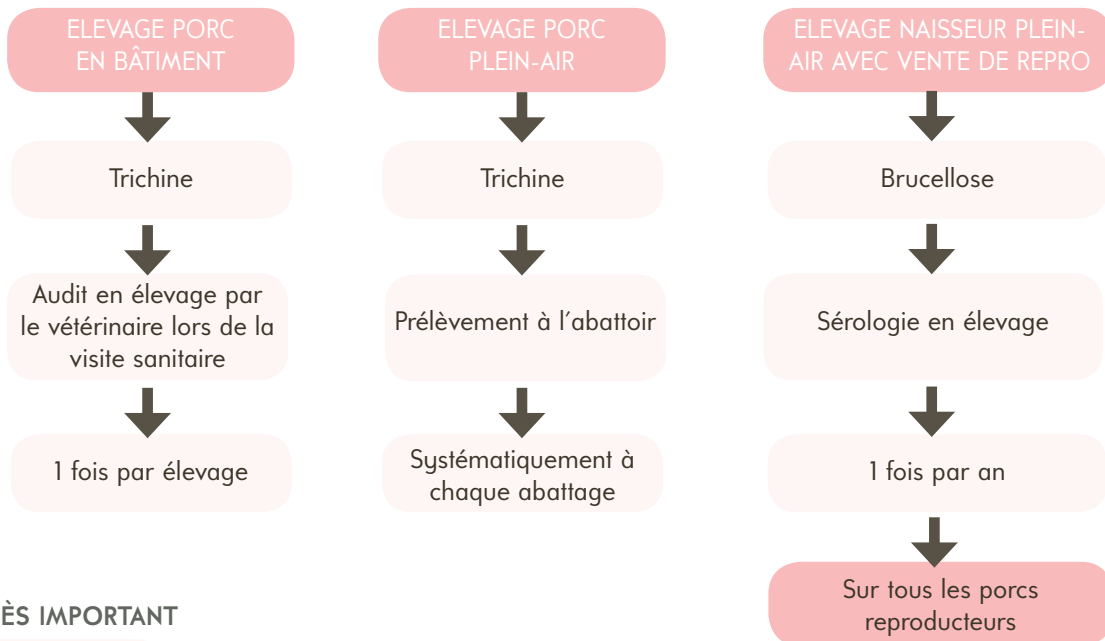 ELEVAGE PORC
EN BÂTIMENT
Trichine
Audit en élevage par
le vétérinaire lors de la
visite sanitaire
1 fois par élevage
ELEVAGE PORC
PLEIN-AIR
Trichine
Prélèvement à l’abattoir
Systématiquement à
chaque abattage
ELEVAGE NAISSEUR PLEIN-
AIR AVEC VENTE DE REPRO
Brucellose
Sérologie en élevage
1 fois par an
Sur tous les porcs
reproducteurs
ÈS IMPORTANT